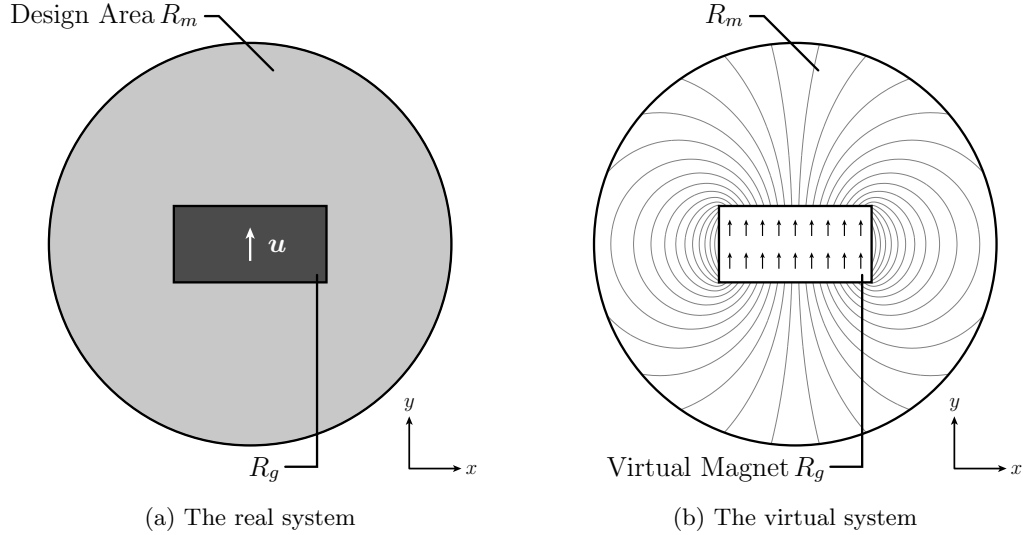 Design Area R_m
u
R_g
y
x
(a) The real system
R_m
Virtual Magnet R_g
y
x
(b) The virtual system